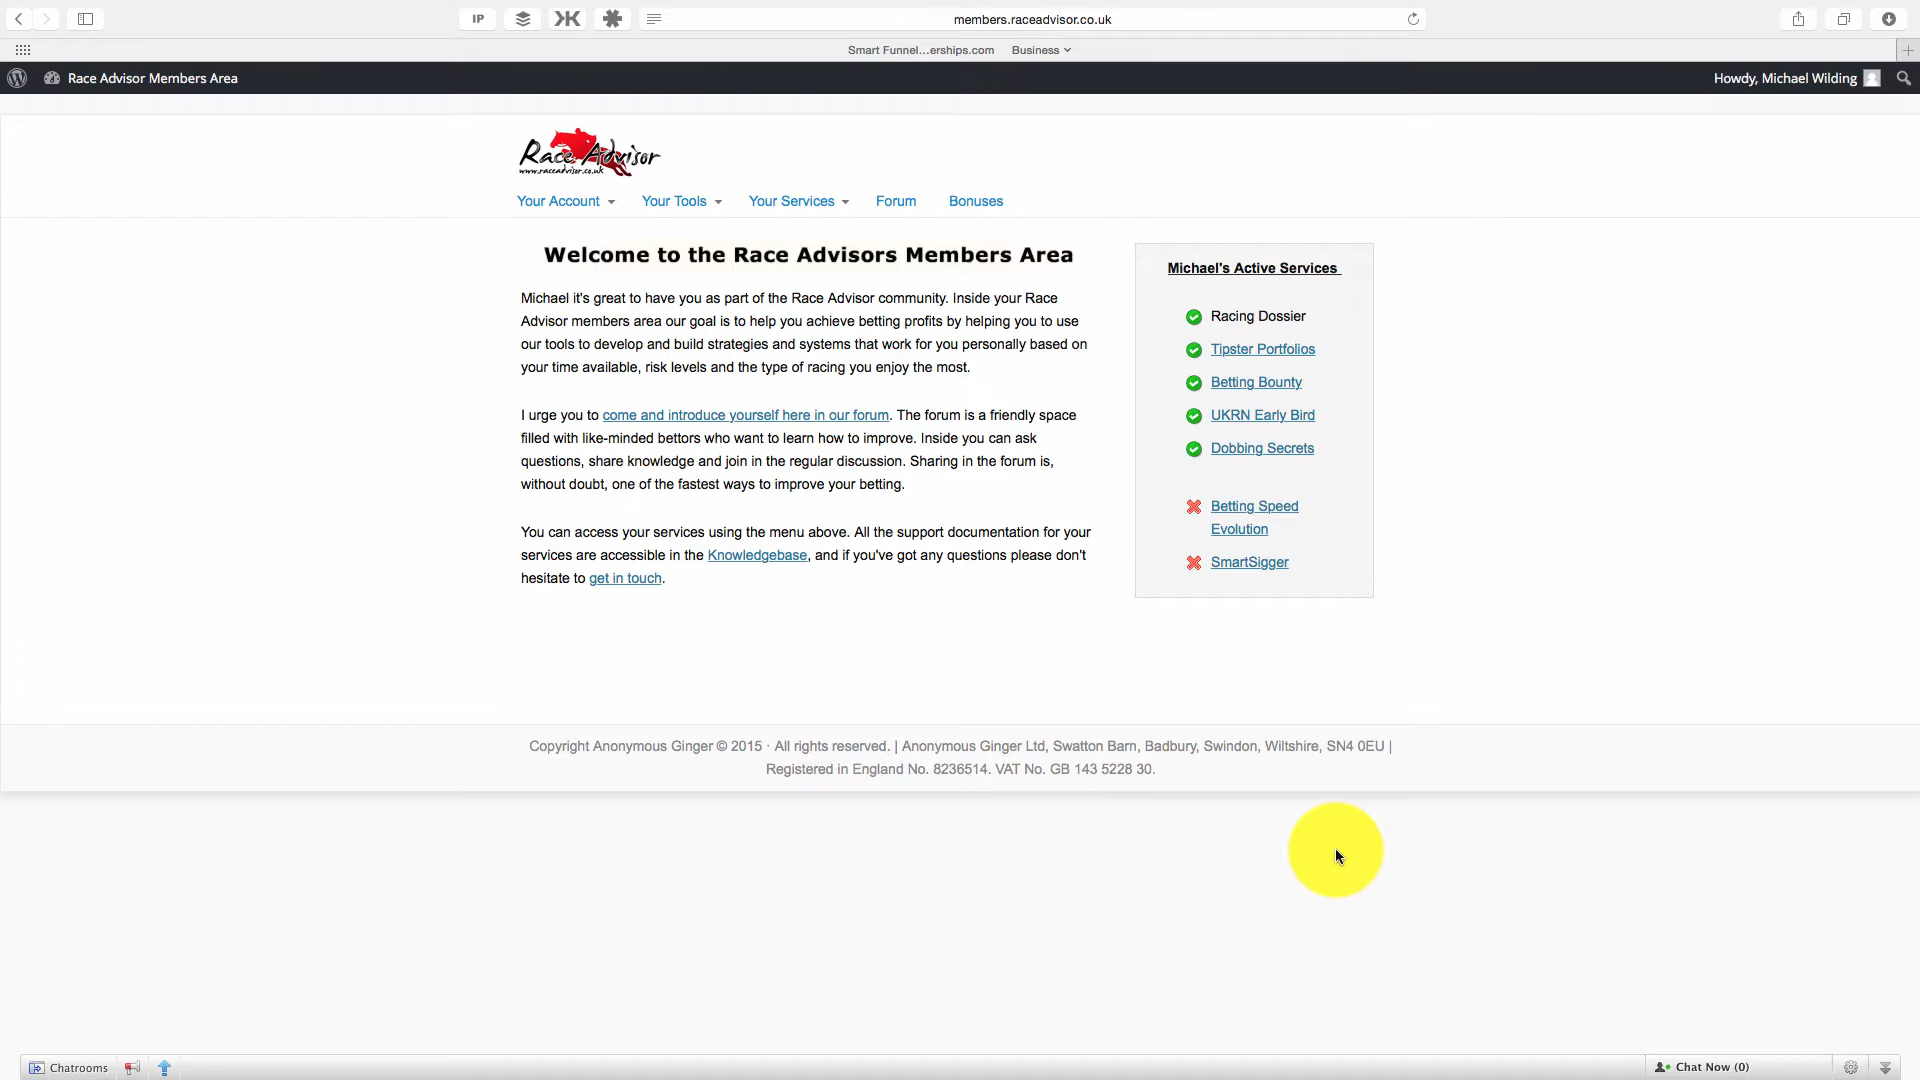 IP
members.raceadvisor.co.uk
Smart Funnel...erships.com
Business
Race Advisor Members Area
Howdy, Michael Wilding
Race Advisor
www.raceadvisor.co.uk
Your Account
Your Tools
Your Services
Forum
Bonuses
Welcome to the Race Advisors Members Area
Michael it's great to have you as part of the Race Advisor community. Inside your Race
Advisor members area our goal is to help you achieve betting profits by helping you to use
our tools to develop and build strategies and systems that work for you personally based on
your time available, risk levels and the type of racing you enjoy the most.
I urge you to come and introduce yourself here in our forum. The forum is a friendly space
filled with like-minded bettors who want to learn how to improve. Inside you can ask
questions, share knowledge and join in the regular discussion. Sharing in the forum is,
without doubt, one of the fastest ways to improve your betting.
You can access your services using the menu above. All the support documentation for your
services are accessible in the Knowledgebase, and if you've got any questions please don't
hesitate to get in touch.
Michael's Active Services
Racing Dossier
Tipster Portfolios
Betting Bounty
UKRN Early Bird
Dobbing Secrets
Betting Speed
Evolution
SmartSigger
Copyright Anonymous Ginger © 2015 · All rights reserved. | Anonymous Ginger Ltd, Swatton Barn, Badbury, Swindon, Wiltshire, SN4 0EU |
Registered in England No. 8236514. VAT No. GB 143 5228 30.
Chatrooms
Chat Now (0)